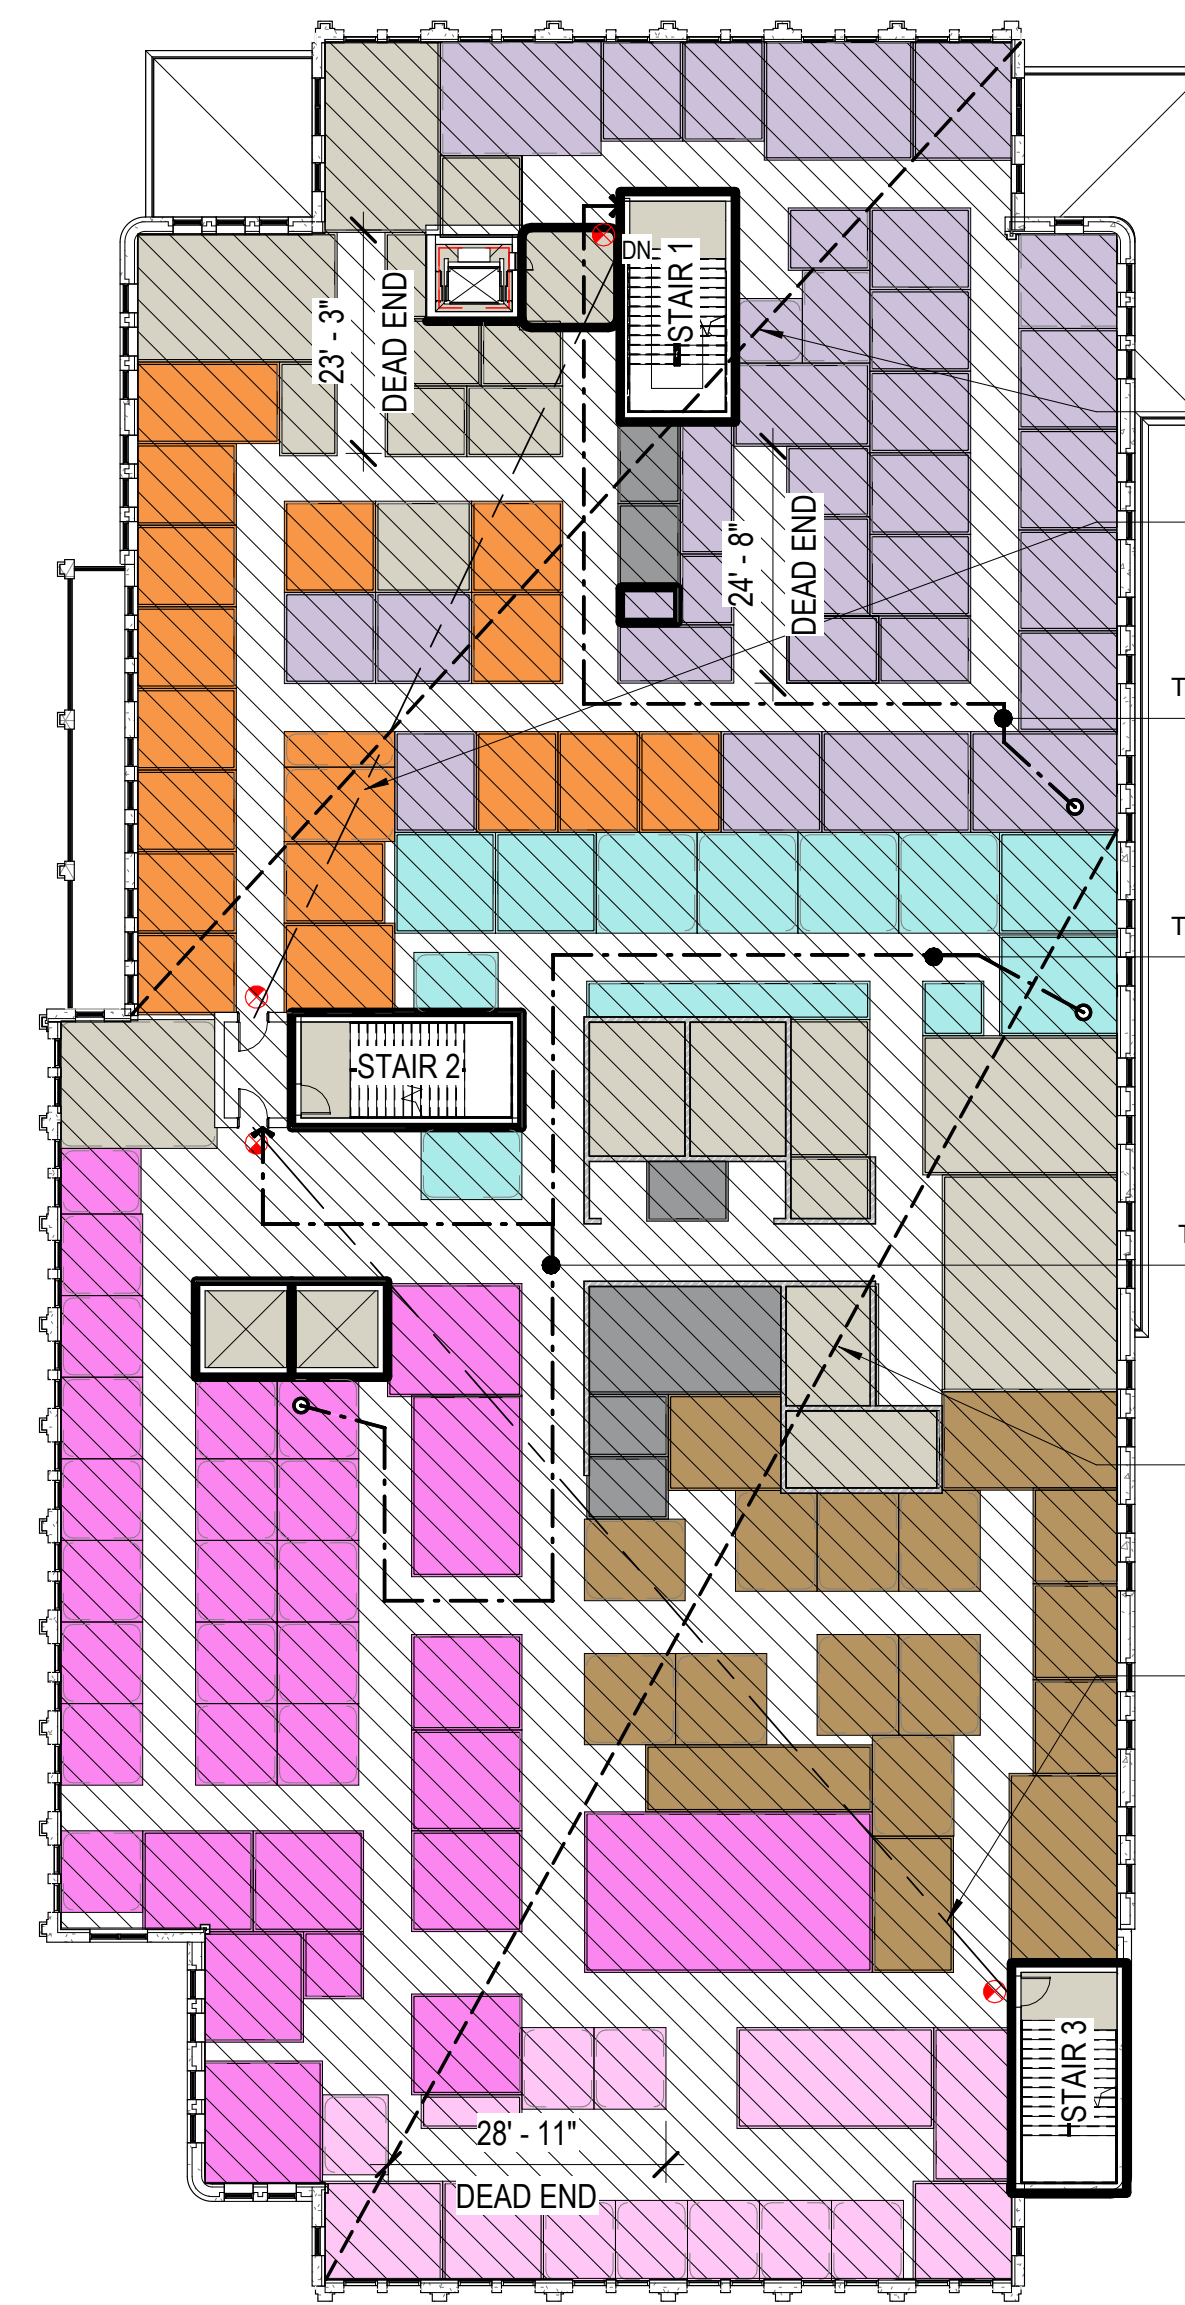 DN
STAIR 1
23' - 3"
DEAD END
24' - 8"
DEAD END
T
T
STAIR 2
T
STAIR 3
28' - 11"
DEAD END